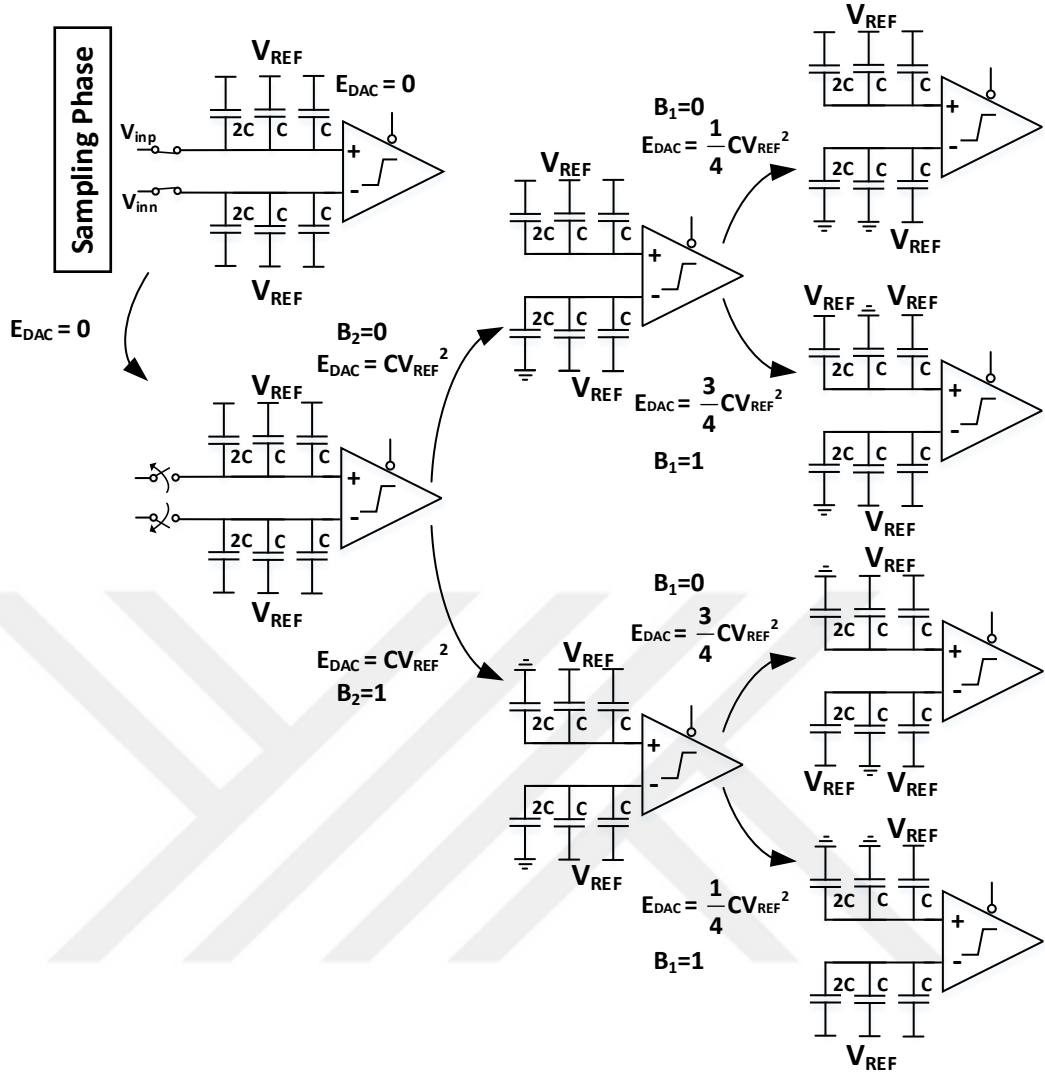 Sampling Phase
V_REF
E_DAC = 0
V_inp
2C C C
+
-
V_inn
2C C C
V_REF
E_DAC = 0
V_REF
2C C C
+
-
2C C C
V_REF
B_2=0
E_DAC = CV_REF^2
E_DAC = CV_REF^2
B_2=1
V_REF
2C C C
+
-
2C C C
V_REF
B_1=0
E_DAC = 1/4 CV_REF^2
E_DAC = 3/4 CV_REF^2
B_1=1
V_REF
2C C C
+
-
2C C C
V_REF
B_1=0
E_DAC = 3/4 CV_REF^2
E_DAC = 1/4 CV_REF^2
B_1=1
V_REF
2C C C
+
-
2C C C
V_REF
V_REF V_REF
2C C C
+
-
2C C C
V_REF
V_REF
2C C C
+
-
2C C C
V_REF V_REF
V_REF
2C C C
+
-
2C C C
V_REF